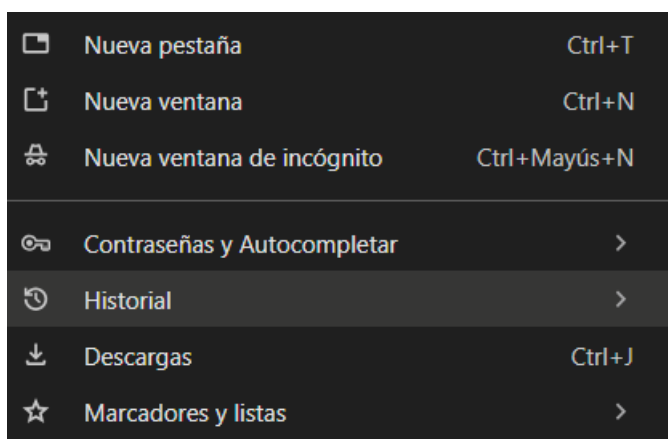 Nueva pestaña Ctrl+T
Nueva ventana Ctrl+N
Nueva ventana de incógnito Ctrl+Mayús+N
Contraseñas y Autocompletar
Historial
Descargas Ctrl+J
Marcadores y listas